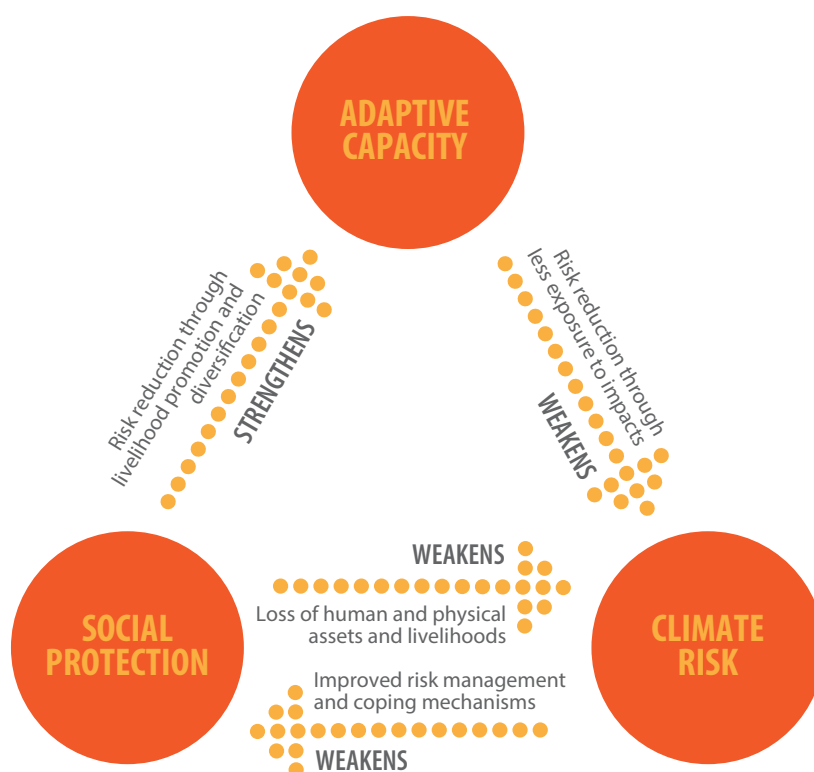 ADAPTIVE
CAPACITY
Risk reduction through
livelihood promotion and
diversification
STRENGTHENS
Risk reduction through
less exposure to impacts
WEAKENS
SOCIAL
PROTECTION
WEAKENS
Loss of human and physical
assets and livelihoods
Improved risk management
and coping mechanisms
WEAKENS
CLIMATE
RISK